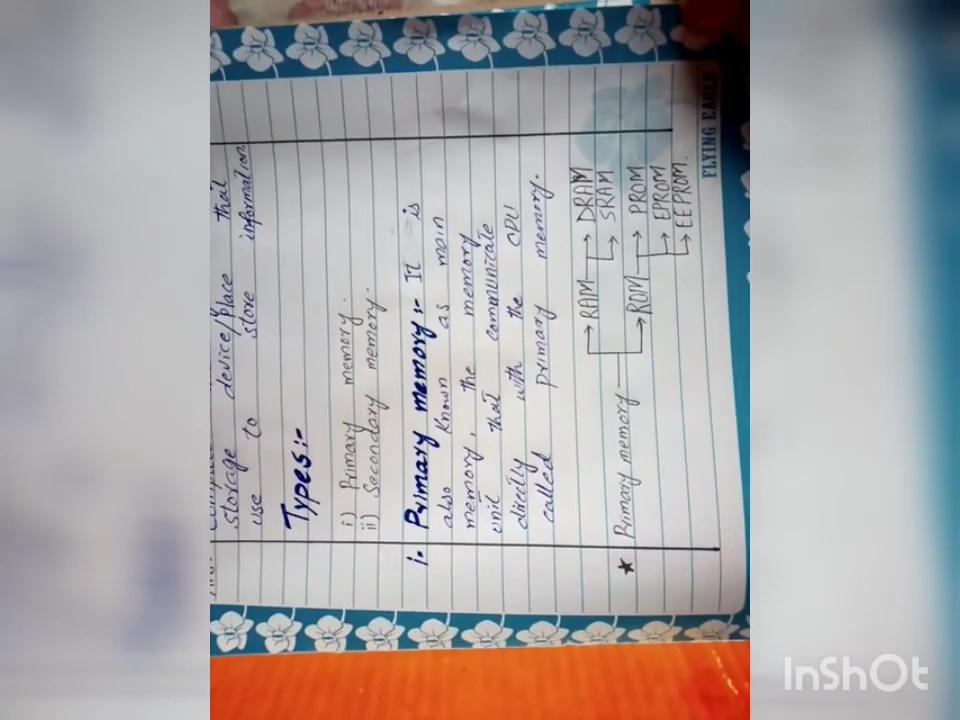 storage device/place that
use to store information
Types:-
i) Primary memory.
ii) Secondary memory.
i. Primary memory:- It is
also known as main
memory, the memory
unit that communicate
directly with the CPU
called primary memory.
★ Primary memory → RAM → DRAM
→ SRAM
→ ROM → PROM
→ EPROM
→ EEPROM.
FLYING EAGLE
InShOt